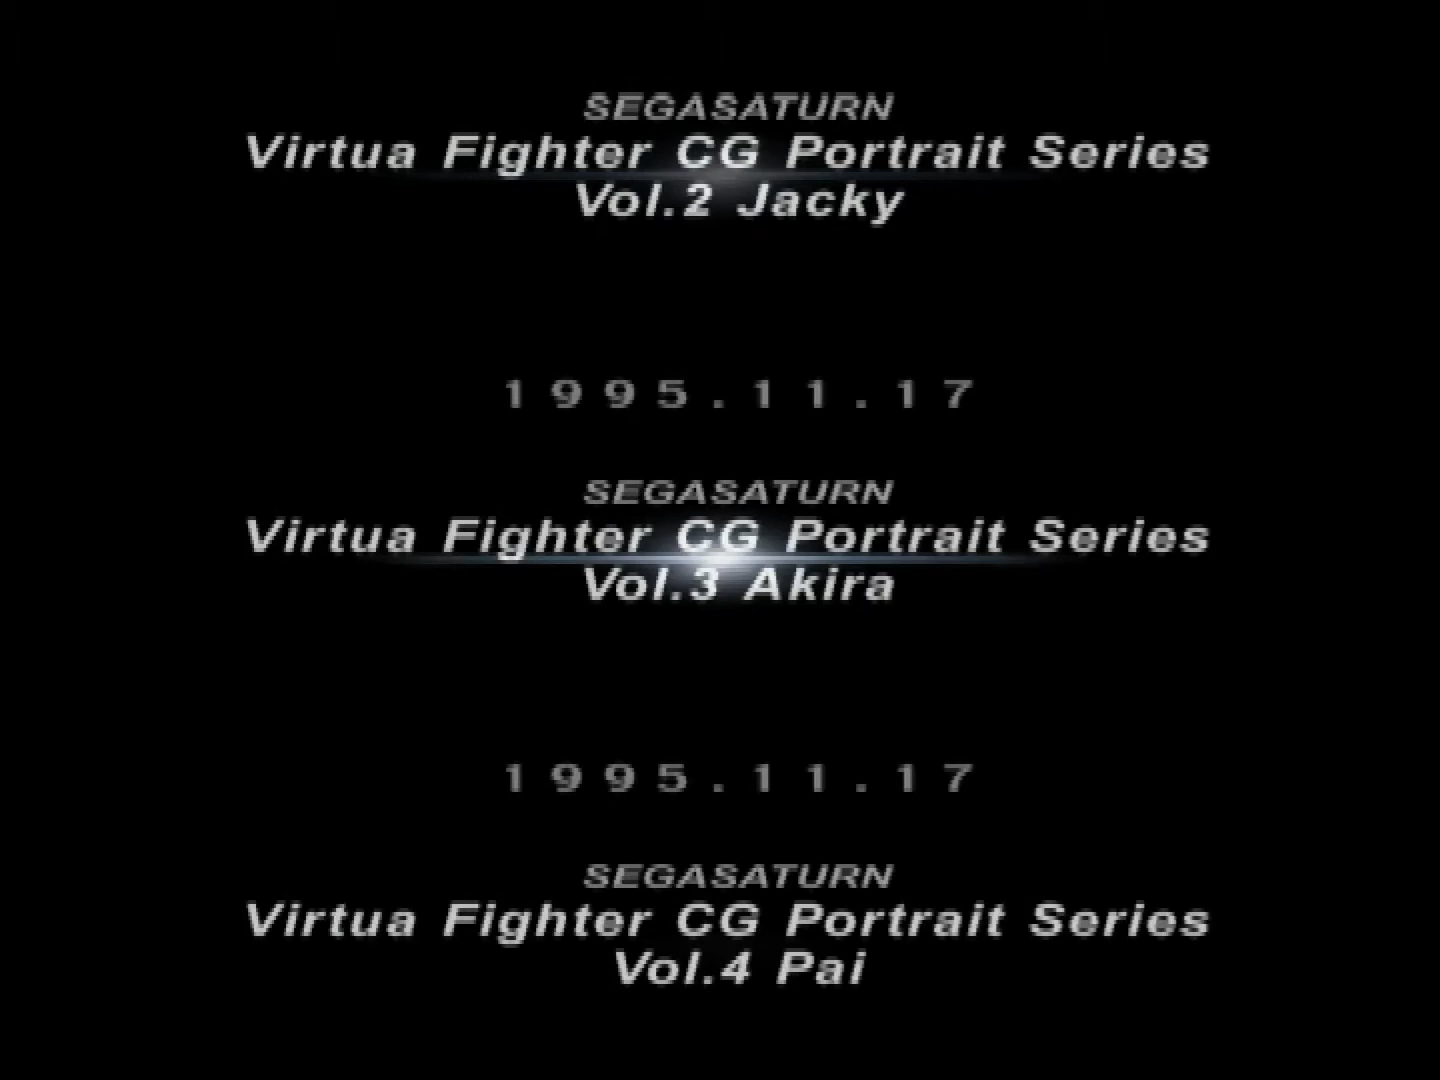 SEGASATURN
Virtua Fighter CG Portrait Series
Vol.2 Jacky
1995.11.17
SEGASATURN
Virtua Fighter CG Portrait Series
Vol.3 Akira
1995.11.17
SEGASATURN
Virtua Fighter CG Portrait Series
Vol.4 Pai